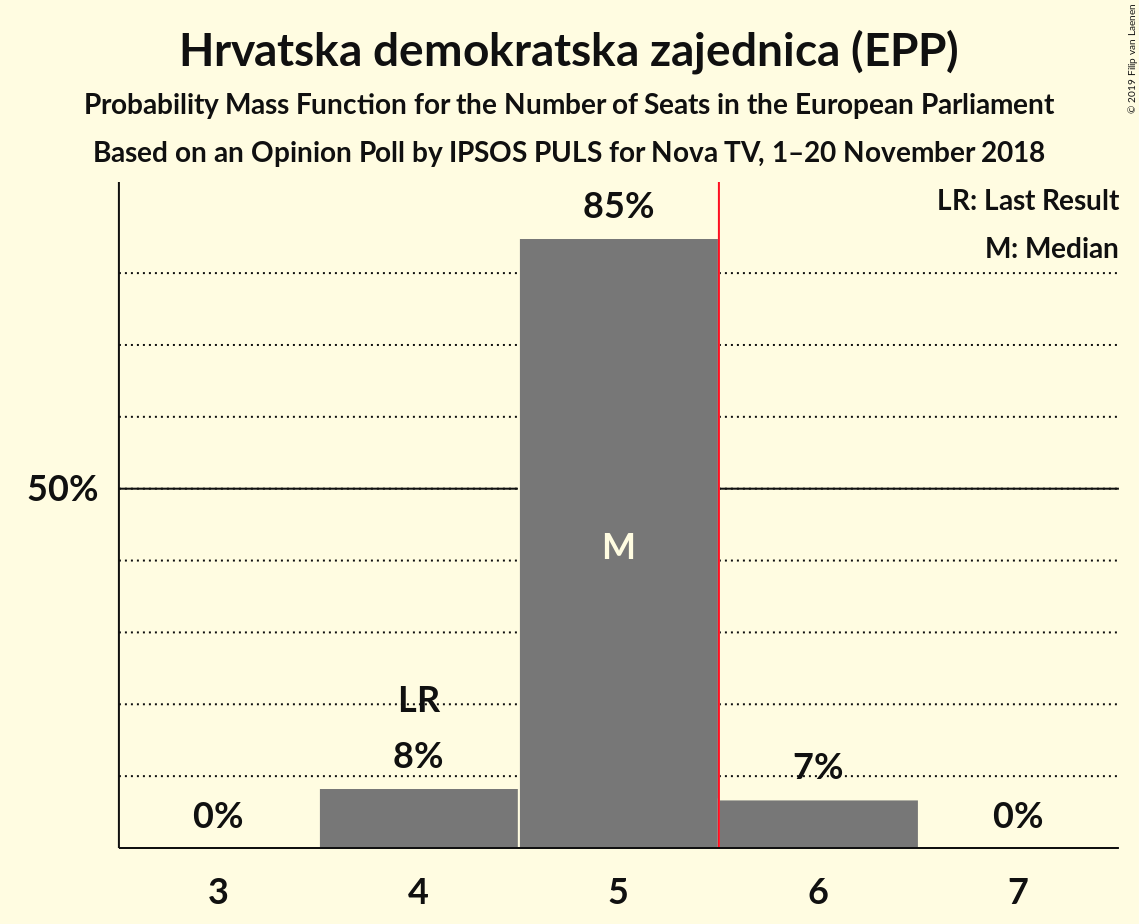 Hrvatska demokratska zajednica (EPP)
Probability Mass Function for the Number of Seats in the European Parliament
Based on an Opinion Poll by IPSOS PULS for Nova TV, 1–20 November 2018
© 2019 Filip van Laenen
LR: Last Result
M: Median
85%
50%
M
LR
8%
7%
0%
0%
3 4 5 6 7